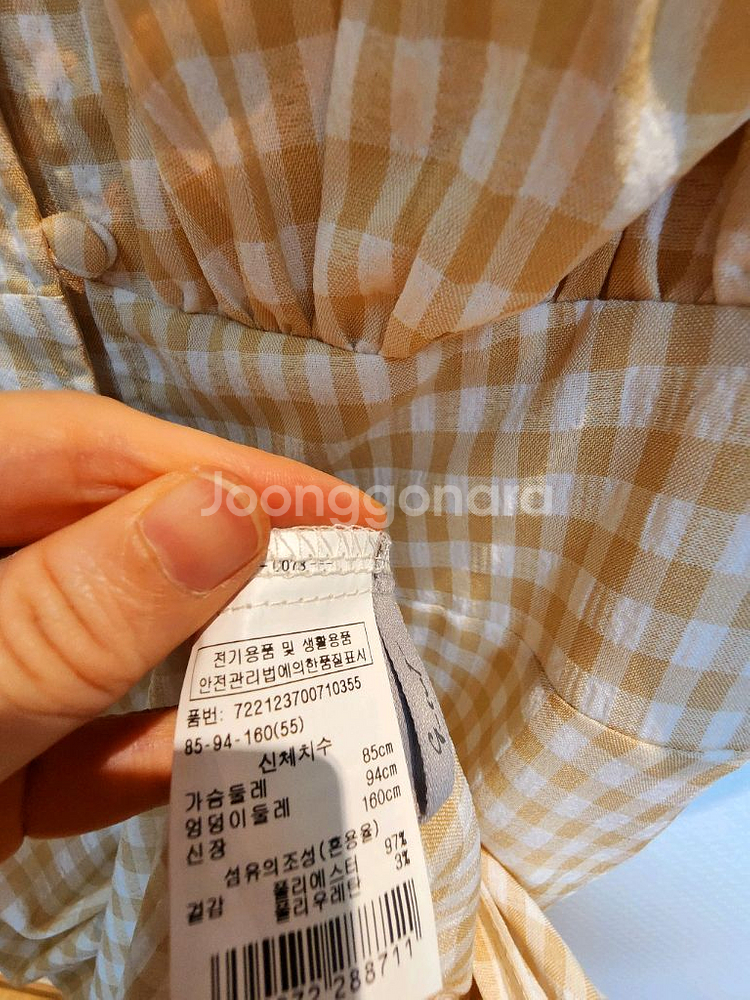 Joonggonara
전기용품 및 생활용품
안전관리법에의한품질표시
품번: 722123700710355
85-94-160(55)
신체치수
가슴둘레 85cm
엉덩이둘레 94cm
신장 160cm
섬유의조성(혼용율)
겉감 폴리에스터 97%
폴리우레탄 3%
288711